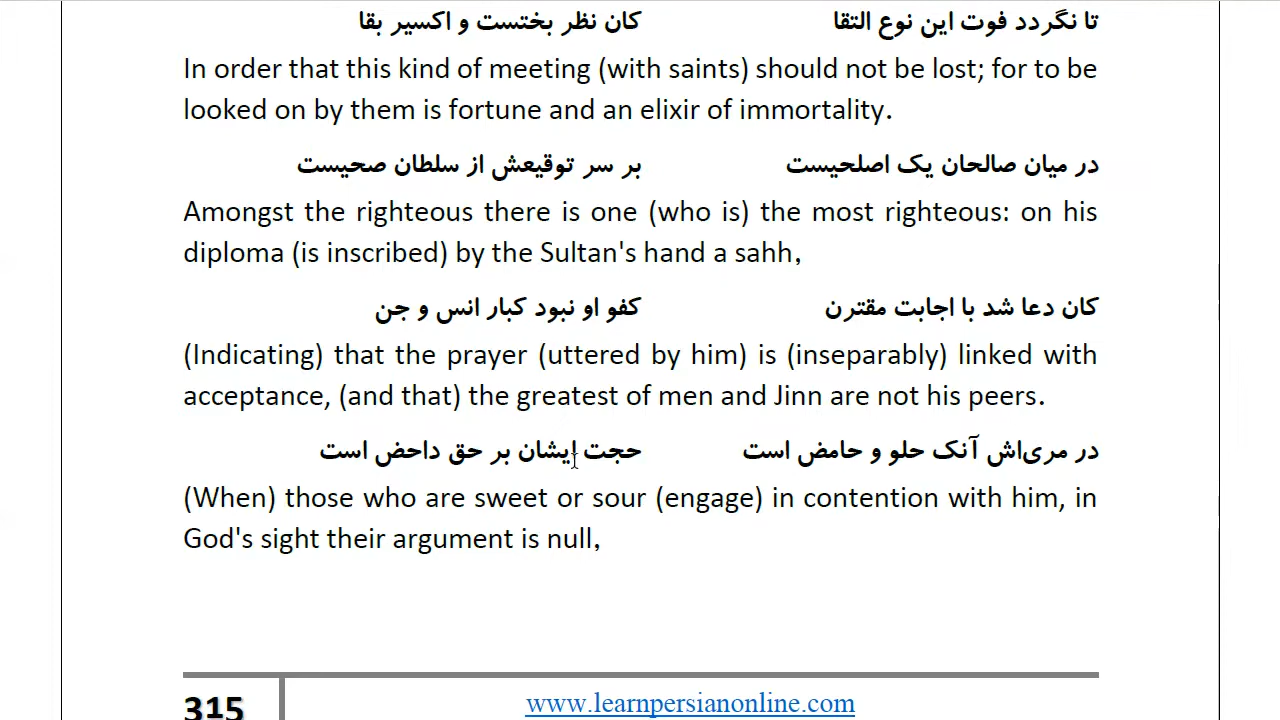 تا نگردد فوت این نوع التقا کان نظر بختست و اکسیر بقا
In order that this kind of meeting (with saints) should not be lost; for to be
looked on by them is fortune and an elixir of immortality.
در میان صالحان یک اصلحیست بر سر توقیعش از سلطان صحیست
Amongst the righteous there is one (who is) the most righteous: on his
diploma (is inscribed) by the Sultan's hand a sahh,
کان دعا شد با اجابت مقترن کفو او نبود کبار انس و جن
(Indicating) that the prayer (uttered by him) is (inseparably) linked with
acceptance, (and that) the greatest of men and Jinn are not his peers.
در مری‌اش آنک حلو و حامض است حجت ایشان بر حق داحض است
(When) those who are sweet or sour (engage) in contention with him, in
God's sight their argument is null,
315 www.learnpersianonline.com